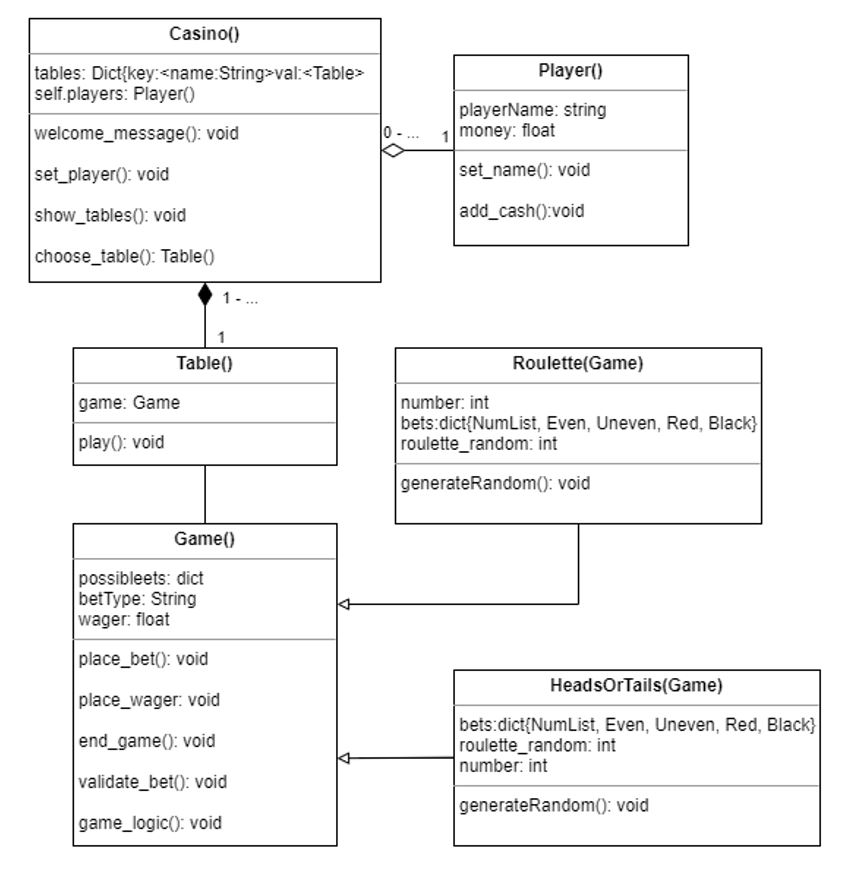 Casino()
tables: Dict{key:<name:String>val:<Table>
self.players: Player()
welcome_message(): void
set_player(): void
show_tables(): void
choose_table(): Table()
0 - ...
1
Player()
playerName: string
money: float
set_name(): void
add_cash():void
1 - ...
1
Table()
game: Game
play(): void
Roulette(Game)
number: int
bets:dict{NumList, Even, Uneven, Red, Black}
roulette_random: int
generateRandom(): void
Game()
possibleets: dict
betType: String
wager: float
place_bet(): void
place_wager: void
end_game(): void
validate_bet(): void
game_logic(): void
HeadsOrTails(Game)
bets:dict{NumList, Even, Uneven, Red, Black}
roulette_random: int
number: int
generateRandom(): void